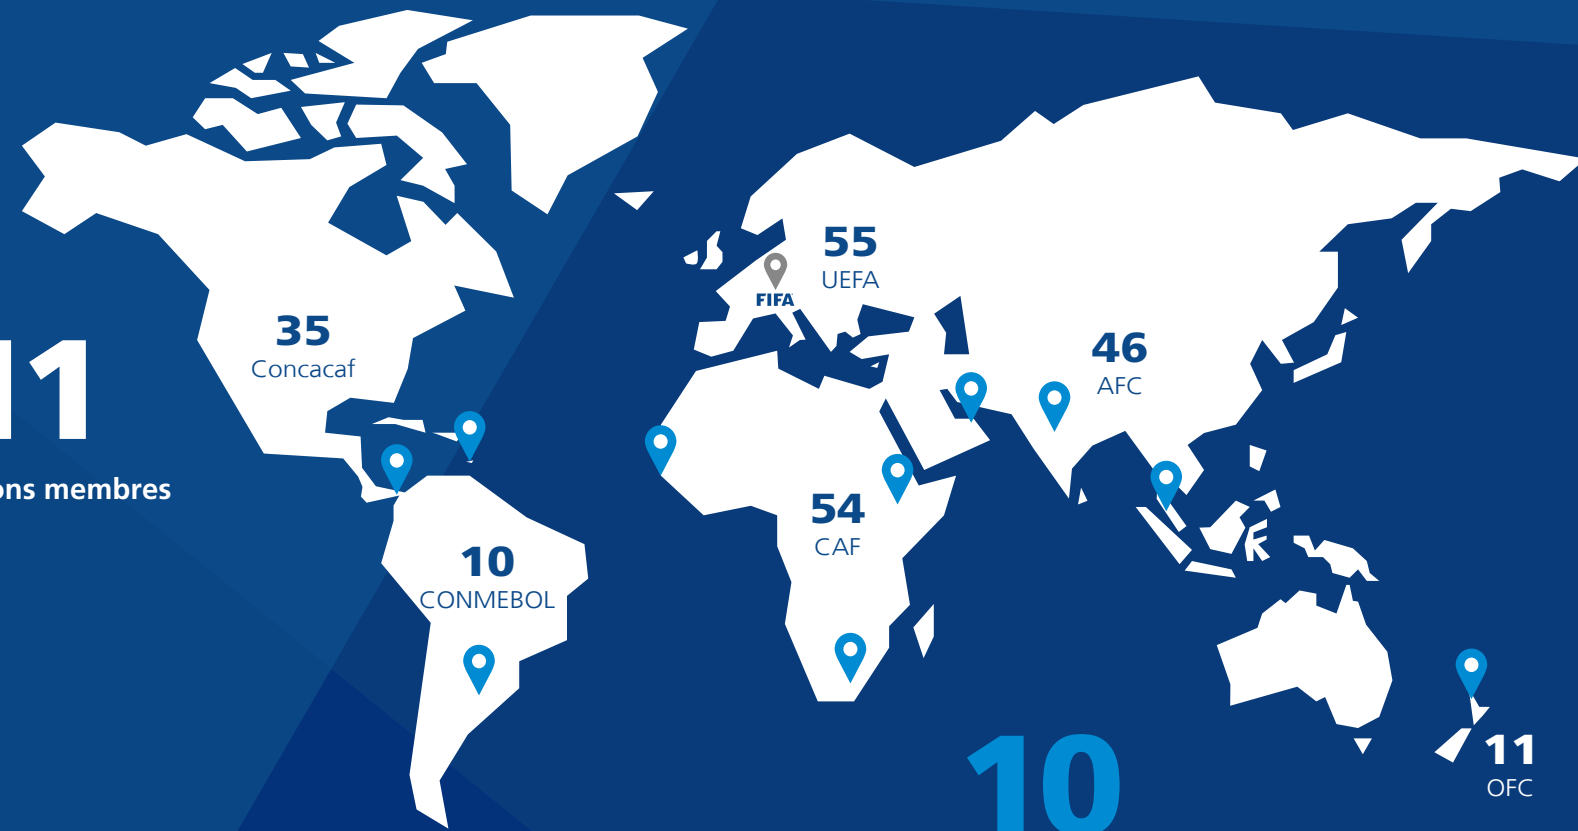 55
UEFA
FIFA
35
Concacaf
46
AFC
11
ons membres
54
CAF
10
CONMEBOL
10
11
OFC